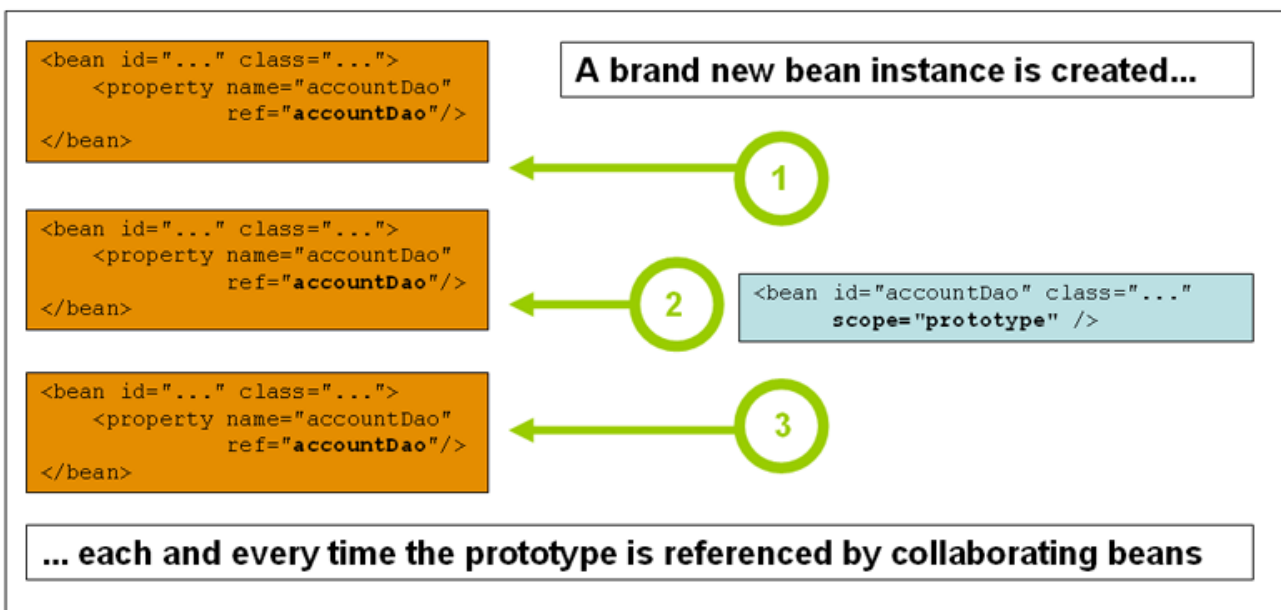 <bean id="..." class="...">
<property name="accountDao"
ref="accountDao"/>
</bean>
A brand new bean instance is created...
1
<bean id="..." class="...">
<property name="accountDao"
ref="accountDao"/>
</bean>
2
<bean id="accountDao" class="..."
scope="prototype" />
<bean id="..." class="...">
<property name="accountDao"
ref="accountDao"/>
</bean>
3
... each and every time the prototype is referenced by collaborating beans